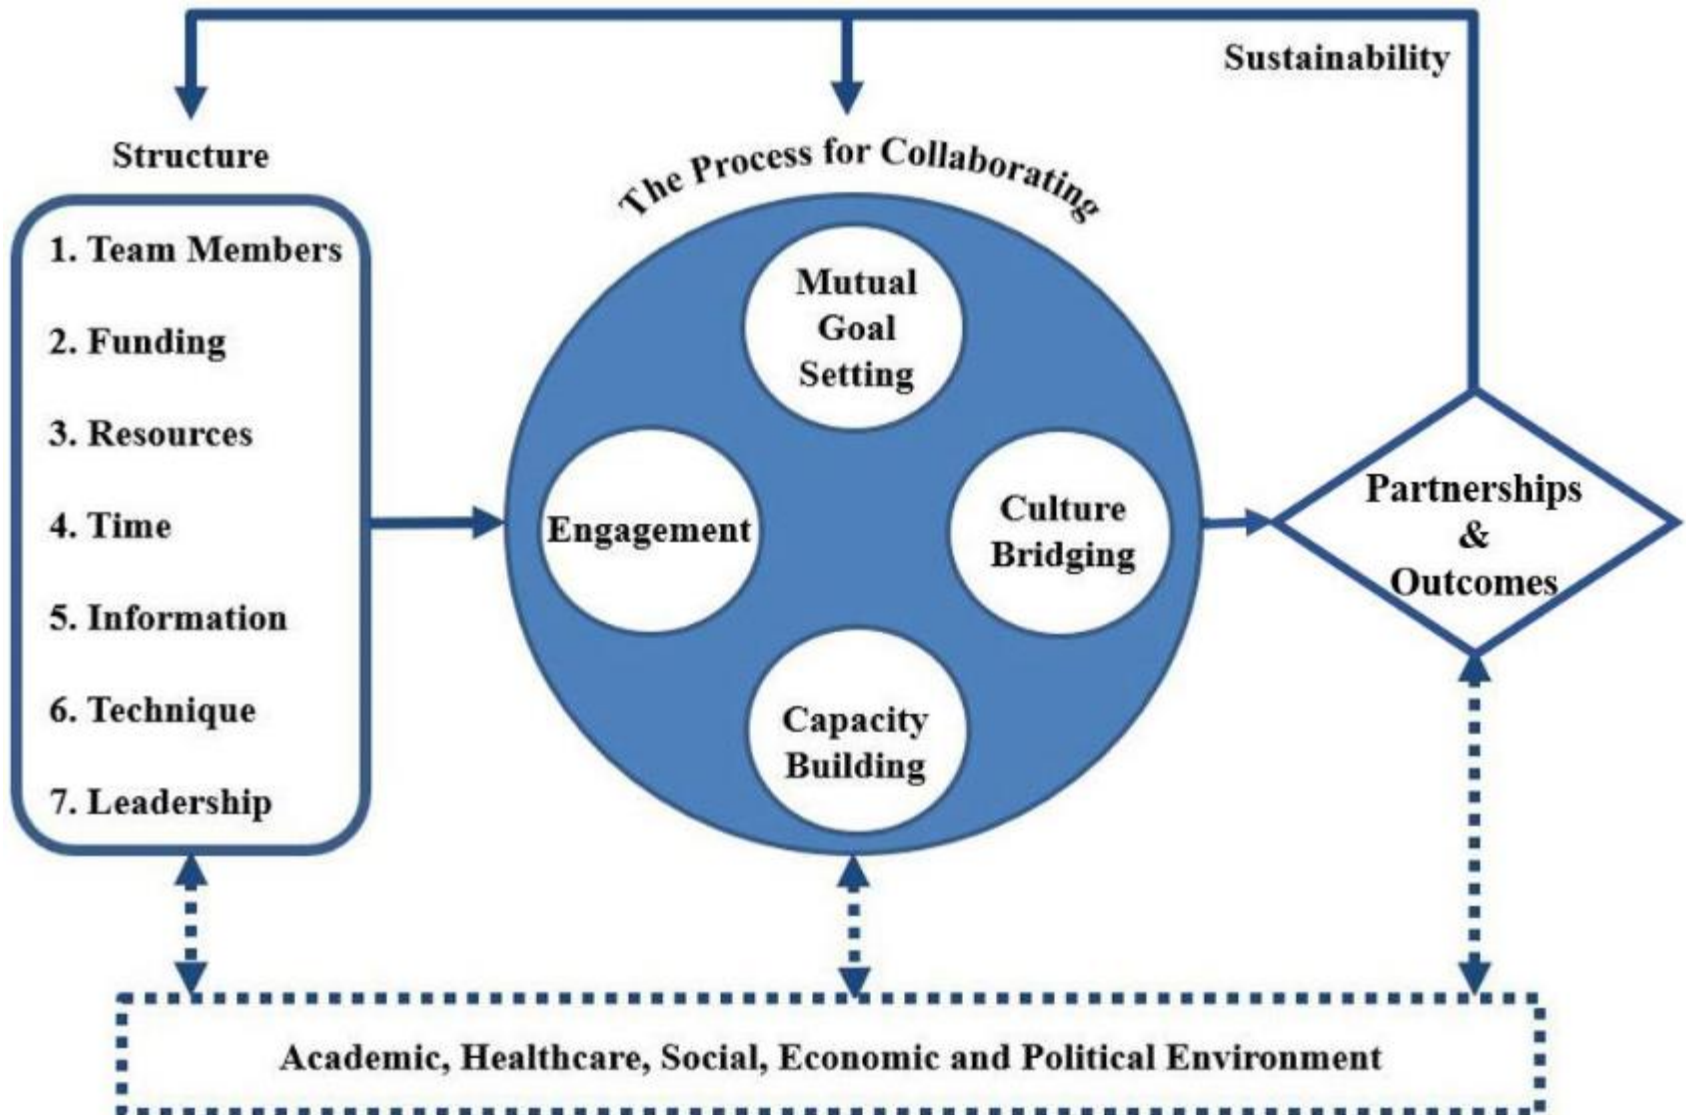 Sustainability
Structure
The Process for Collaborating
1. Team Members
2. Funding
3. Resources
4. Time
5. Information
6. Technique
7. Leadership
Mutual
Goal
Setting
Engagement
Culture
Bridging
Capacity
Building
Partnerships
&
Outcomes
Academic, Healthcare, Social, Economic and Political Environment